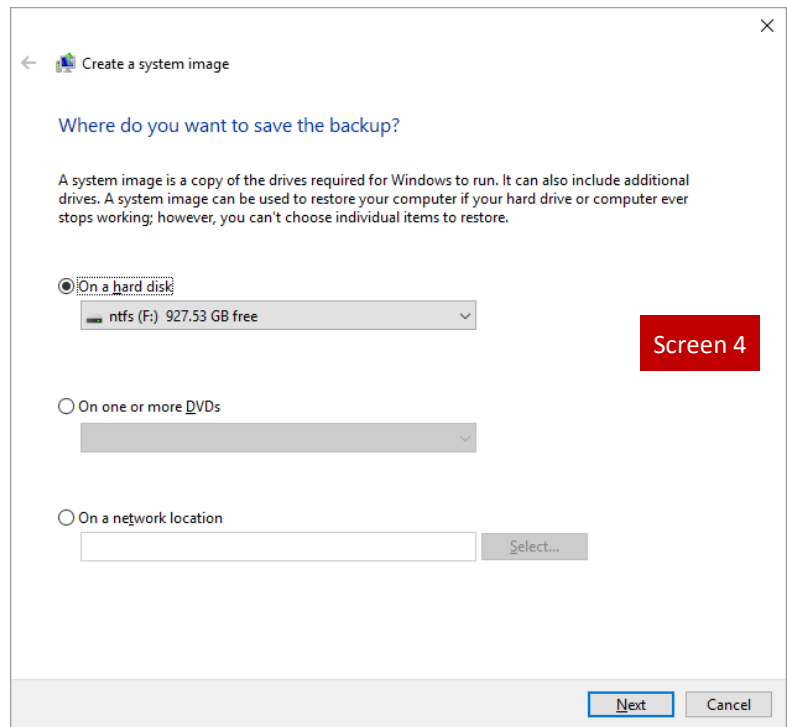 Create a system image
Where do you want to save the backup?
A system image is a copy of the drives required for Windows to run. It can also include additional
drives. A system image can be used to restore your computer if your hard drive or computer ever
stops working; however, you can't choose individual items to restore.
On a hard disk
ntfs (F:) 927.53 GB free
Screen 4
On one or more DVDs
On a network location
Select...
Next Cancel